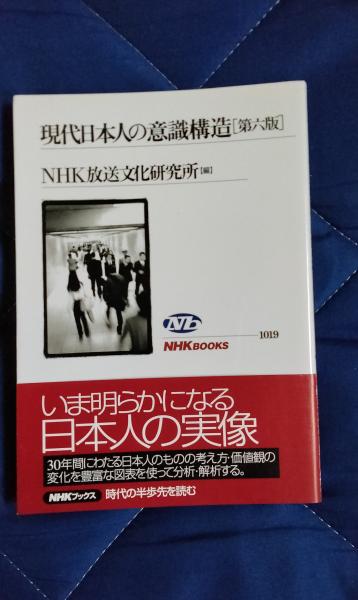 現代日本人の意識構造[第六版]
NHK放送文化研究所[編]
Nb
1019
NHKBOOKS
いま明らかになる
日本人の実像
30年間にわたる日本人のものの考え方・価値観の
変化を豊富な図表を使って分析・解析する。
NHKブックス 時代の半歩先を読む